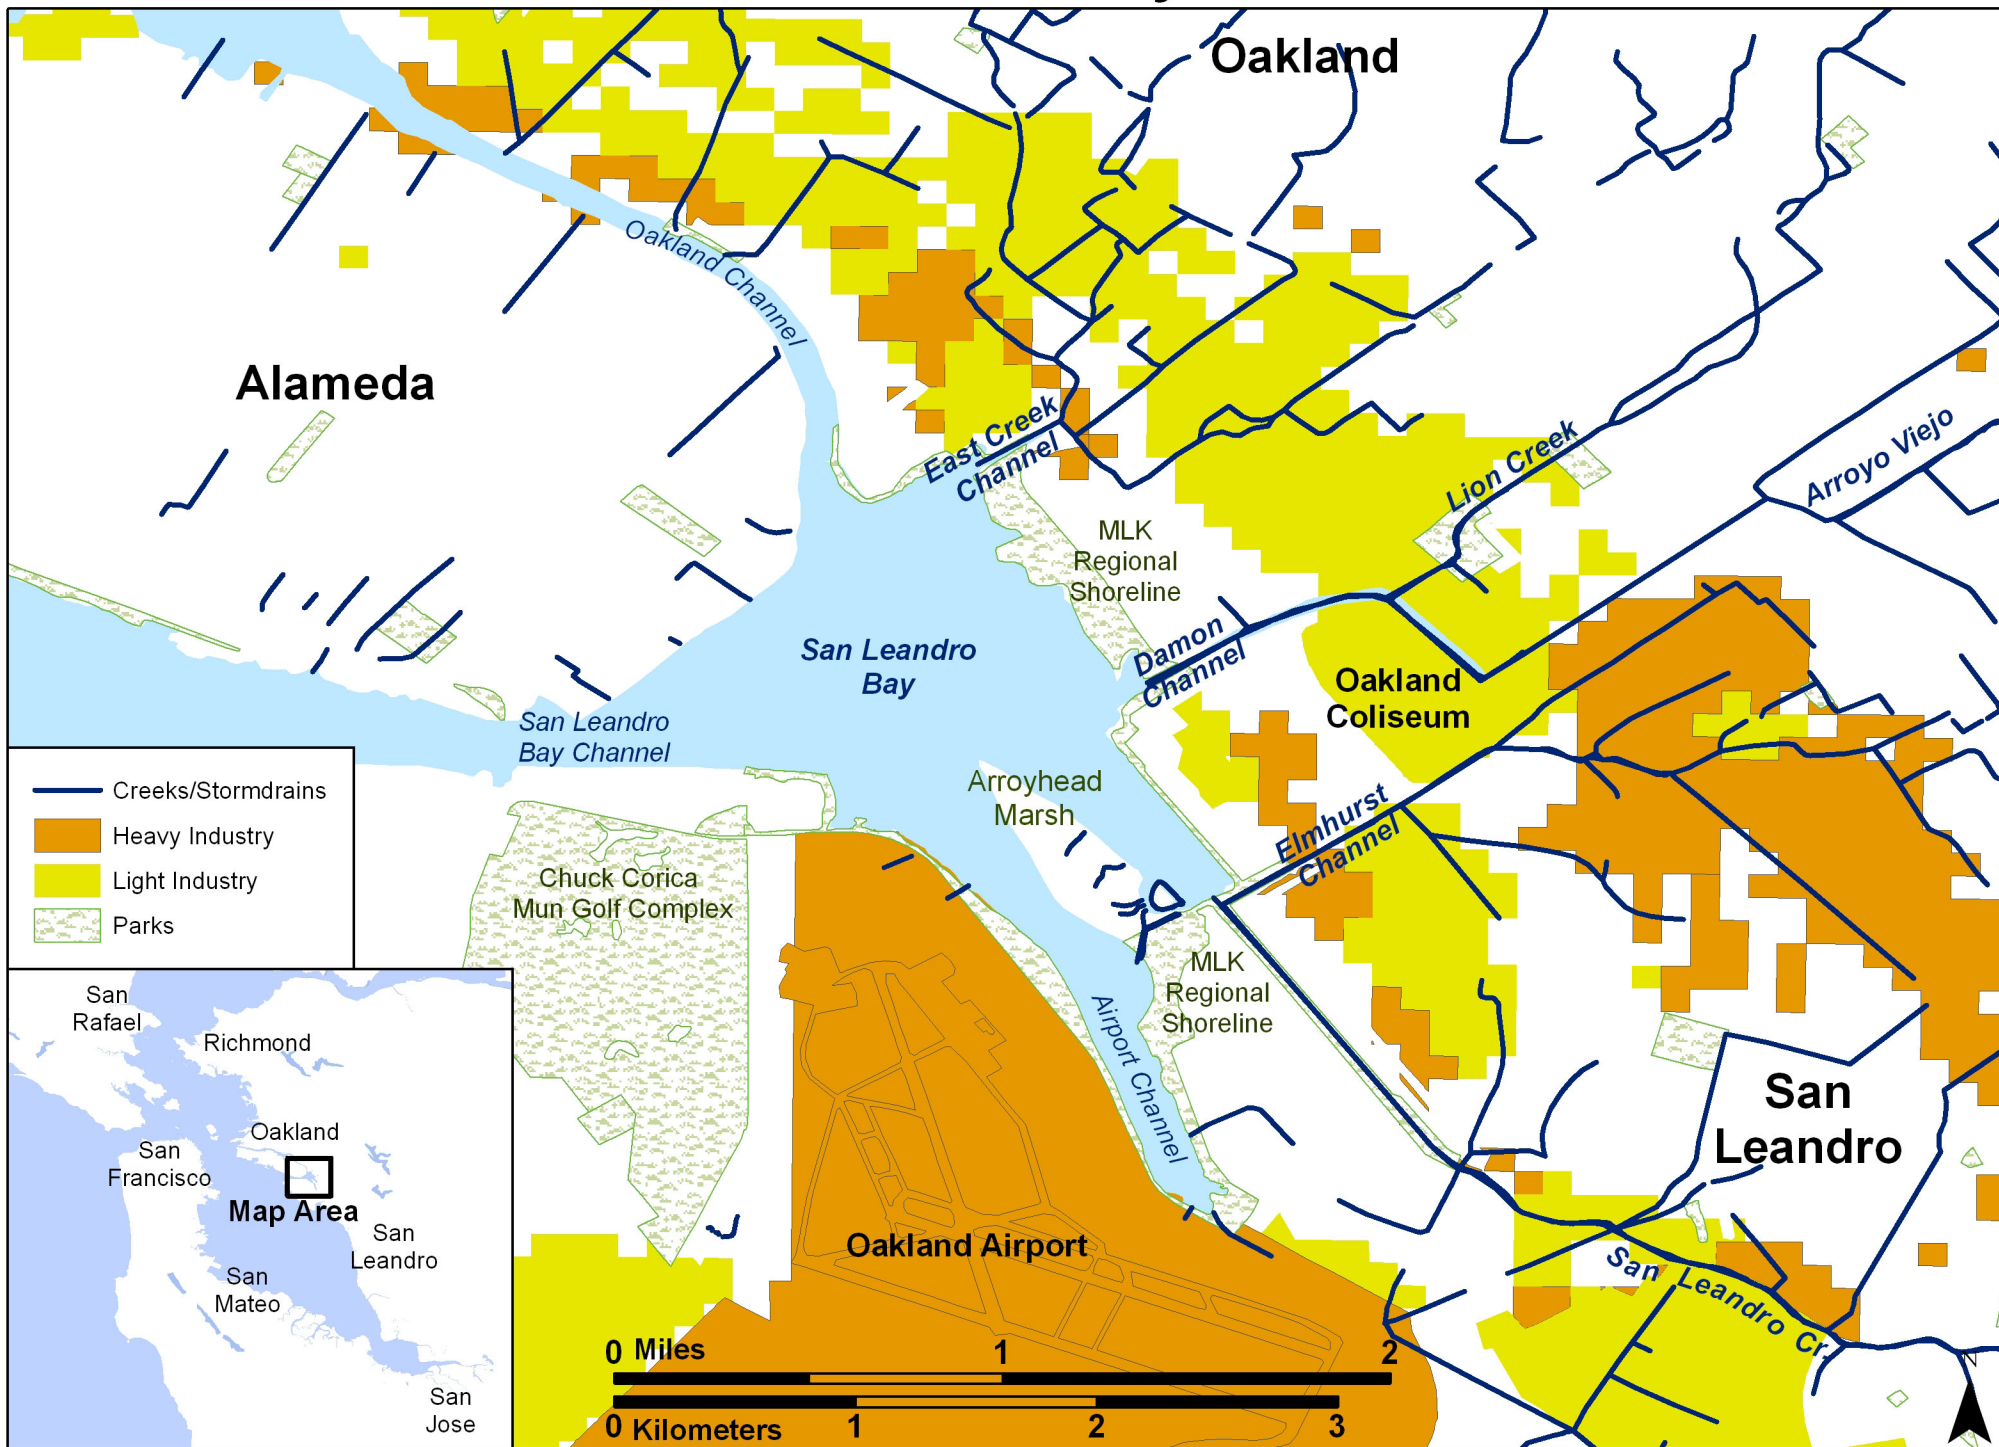 Oakland
Oakland Channel
Alameda
East Creek
Channel
Lion Creek
Arroyo Viejo
MLK
Regional
Shoreline
San Leandro
Bay
Damon
Channel
Oakland
Coliseum
San Leandro
Bay Channel
Arroyhead
Marsh
Elmhurst
Channel
Creeks/Stormdrains
Heavy Industry
Light Industry
Parks
Chuck Corica
Mun Golf Complex
MLK
Regional
Shoreline
Airport Channel
San
Leandro
San
Rafael
Richmond
Oakland
San
Francisco
Map Area
San
Leandro
San
Mateo
San
Jose
Oakland Airport
San Leandro Cr.
0 Miles 1 2
0 Kilometers 1 2 3
N